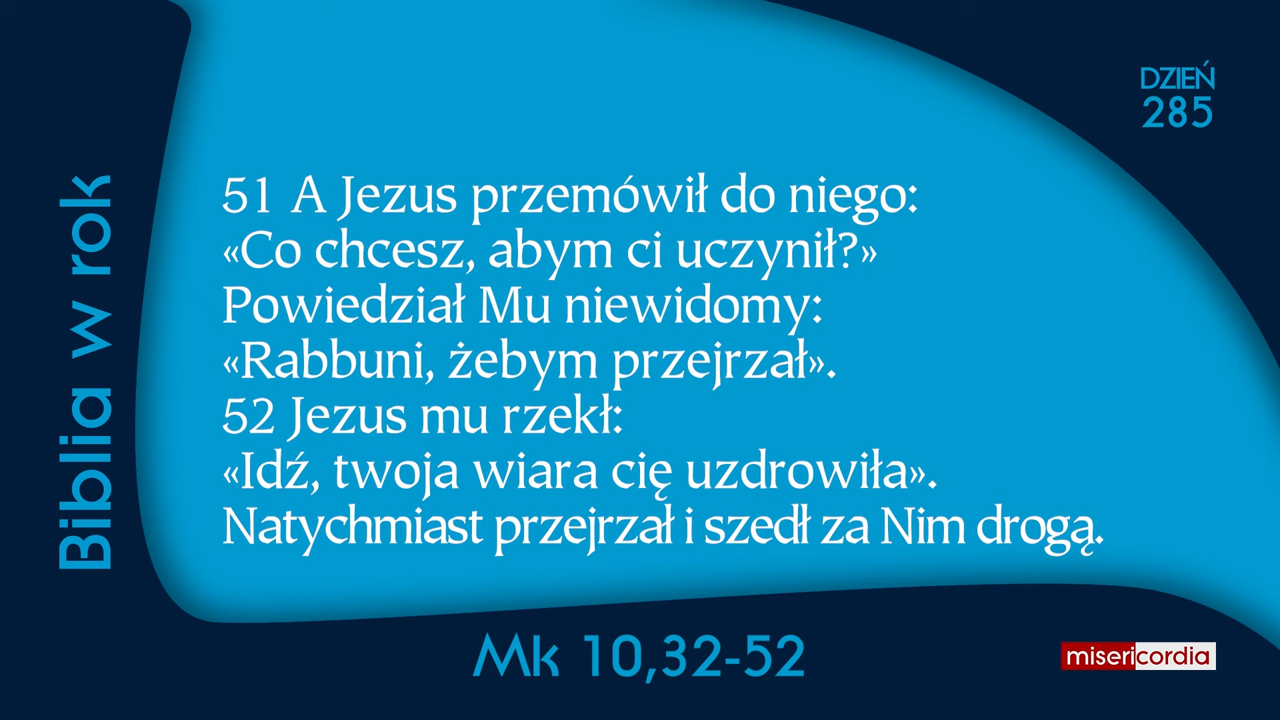 DZIEŃ
285
Biblia w rok
51 A Jezus przemówił do niego:
«Co chcesz, abym ci uczynił?»
Powiedział Mu niewidomy:
«Rabbuni, żebym przejrzał».
52 Jezus mu rzekł:
«Idź, twoja wiara cię uzdrowiła».
Natychmiast przejrzał i szedł za Nim drogą.
Mk 10,32-52
misericordia